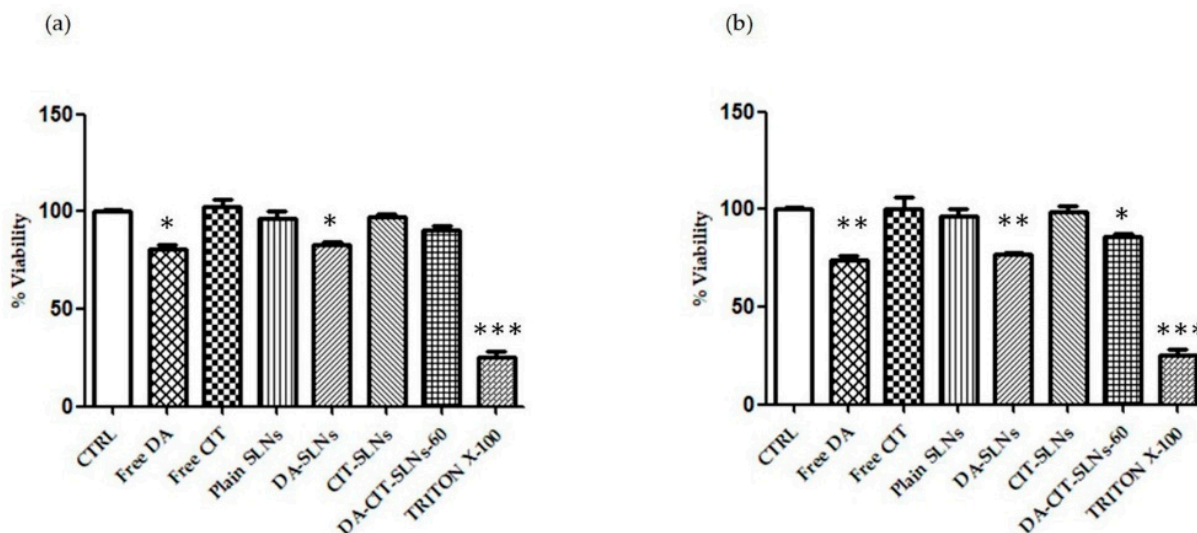 (a)
150
100
50
0
% Viability
*
*
***
CTRL
Free DA
Free CIT
Plain SLNs
DA-SLNs
CIT-SLNs
DA-CIT-SLNs-60
TRITON X-100
(b)
150
100
50
0
% Viability
**
**
*
***
CTRL
Free DA
Free CIT
Plain SLNs
DA-SLNs
CIT-SLNs
DA-CIT-SLNs-60
TRITON X-100